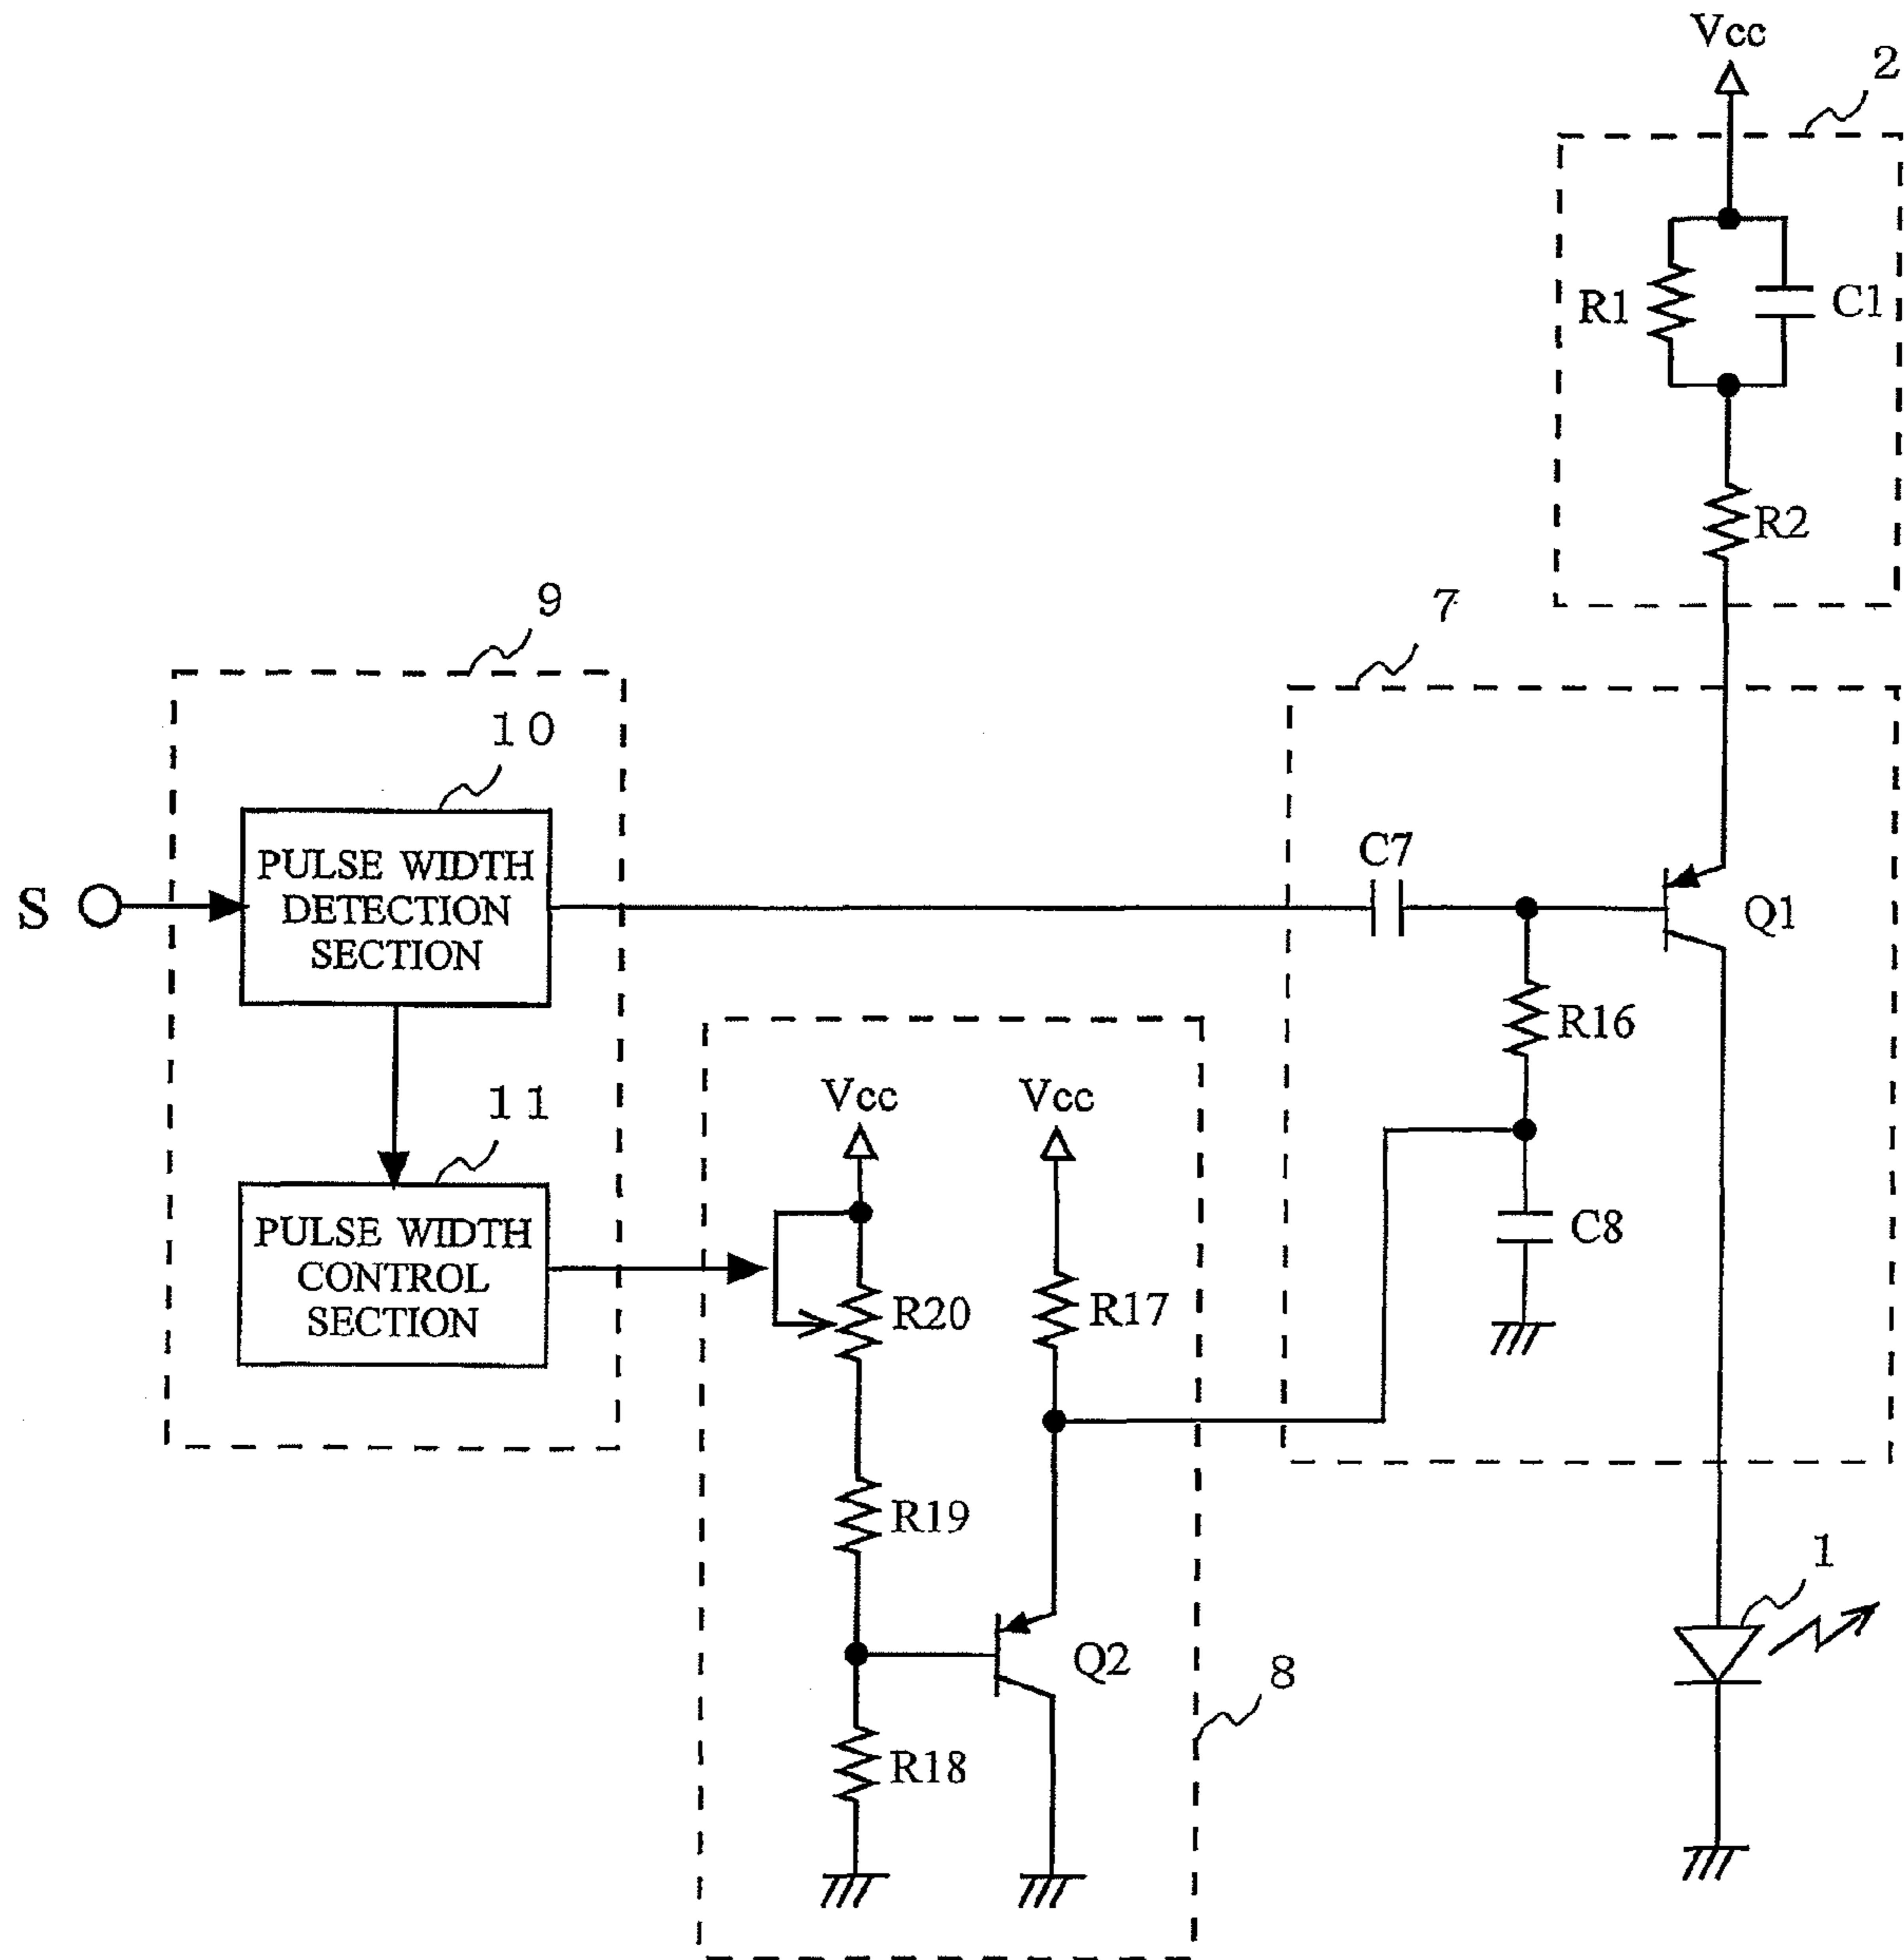 Vcc
2
R1
C1
R2
9
7
10
PULSE WIDTH
DETECTION
SECTION
S
C7
Q1
R16
11
Vcc
Vcc
PULSE WIDTH
CONTROL
SECTION
C8
R20
R17
R19
1
Q2
8
R18